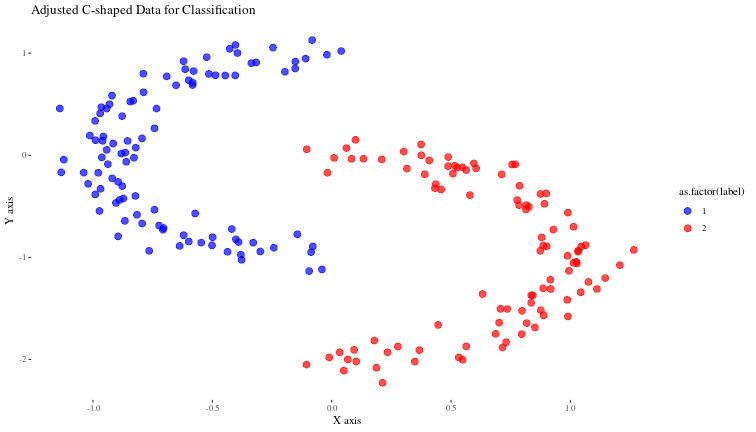 Adjusted C-shaped Data for Classification
1
0
-1
-2
Y axis
-1.0
-0.5
0.0
0.5
1.0
X axis
as.factor(label)
1
2